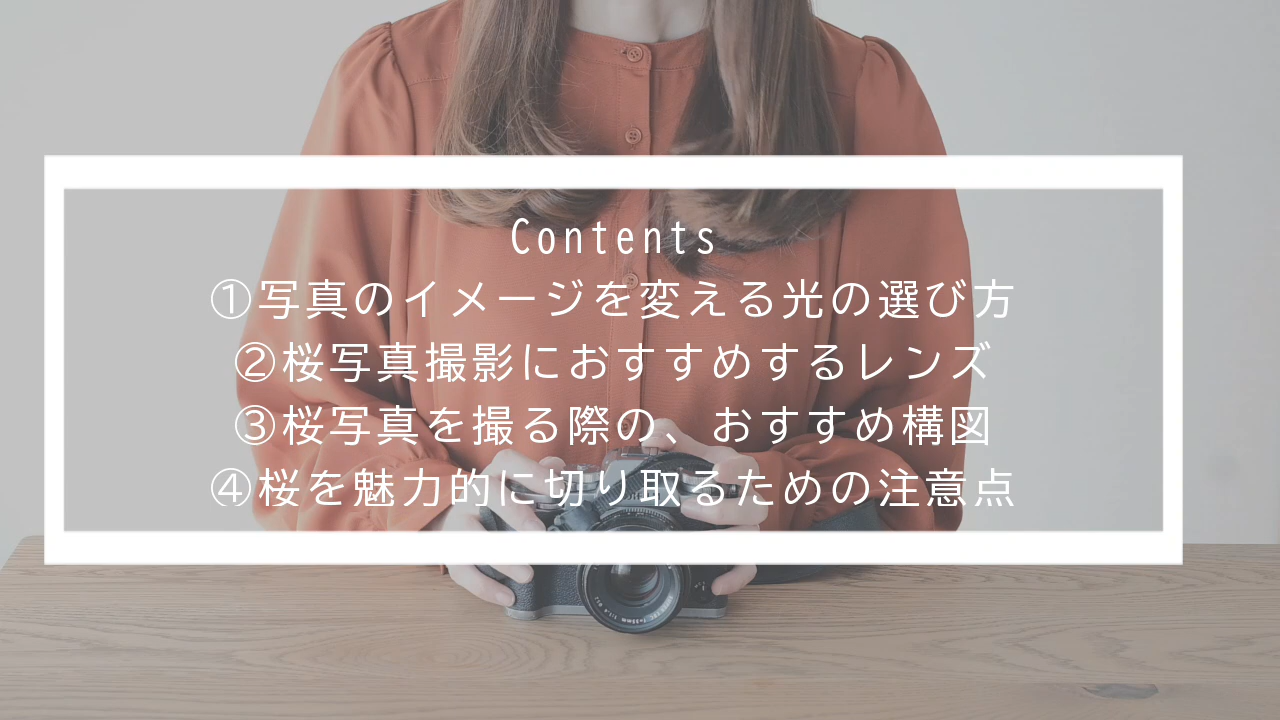 Contents
①写真のイメージを変える光の選び方
②桜写真撮影におすすめするレンズ
③桜写真を撮る際の、おすすめ構図
④桜を魅力的に切り取るための注意点